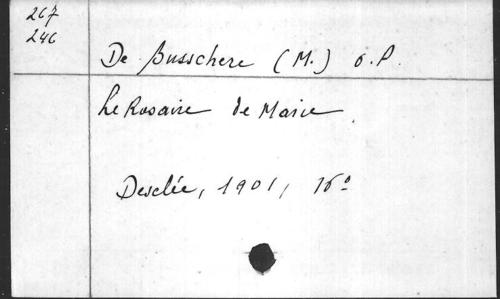 267
246
De Busschere (M.) O.P.
Le Rosaire de Marie.
Desclée, 1901, 16°